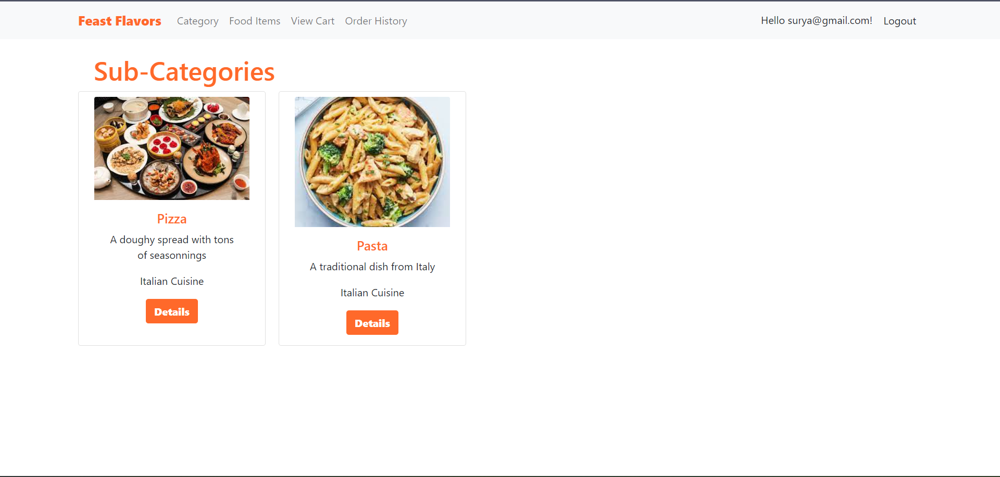 Feast Flavors Category Food Items View Cart Order History Hello surya@gmail.com! Logout
Sub-Categories
Pizza
A doughy spread with tons
of seasonnings
Italian Cuisine
Details
Pasta
A traditional dish from Italy
Italian Cuisine
Details